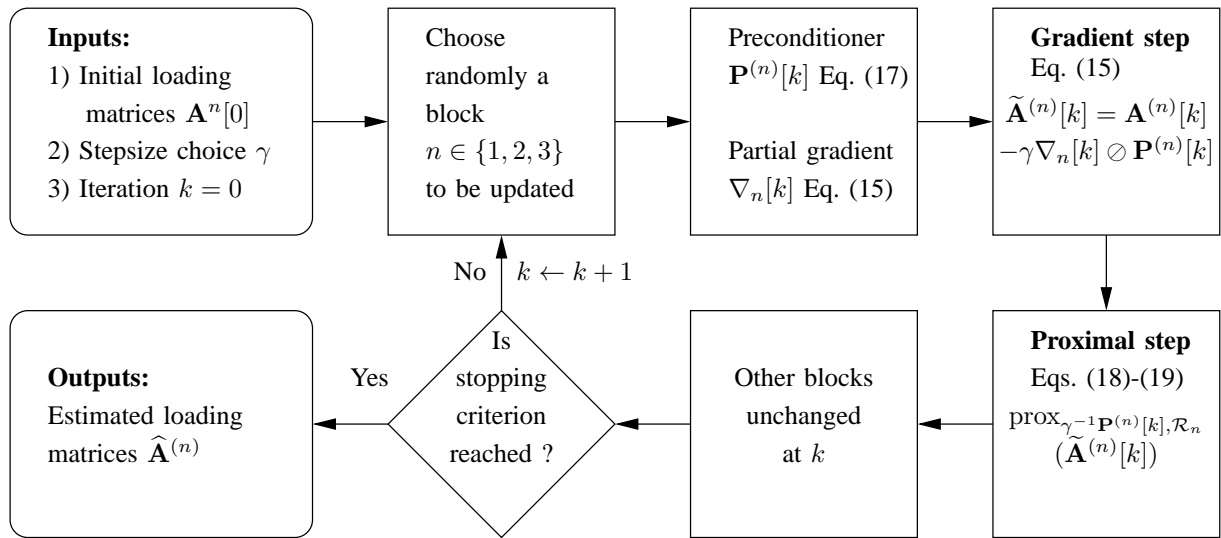 Inputs:
1) Initial loading
matrices A^n[0]
2) Stepsize choice γ
3) Iteration k = 0
Choose
randomly a
block
n ∈ {1, 2, 3}
to be updated
Preconditioner
P^(n)[k] Eq. (17)
Partial gradient
∇_n[k] Eq. (15)
Gradient step
Eq. (15)
Ã^(n)[k] = A^(n)[k]
−γ∇_n[k] ⊘ P^(n)[k]
Proximal step
Eqs. (18)-(19)
prox_{γ^{−1}P^(n)[k],R_n}
(Ã^(n)[k])
Other blocks
unchanged
at k
Is
stopping
criterion
reached ?
No k ← k + 1
Yes
Outputs:
Estimated loading
matrices Â^(n)